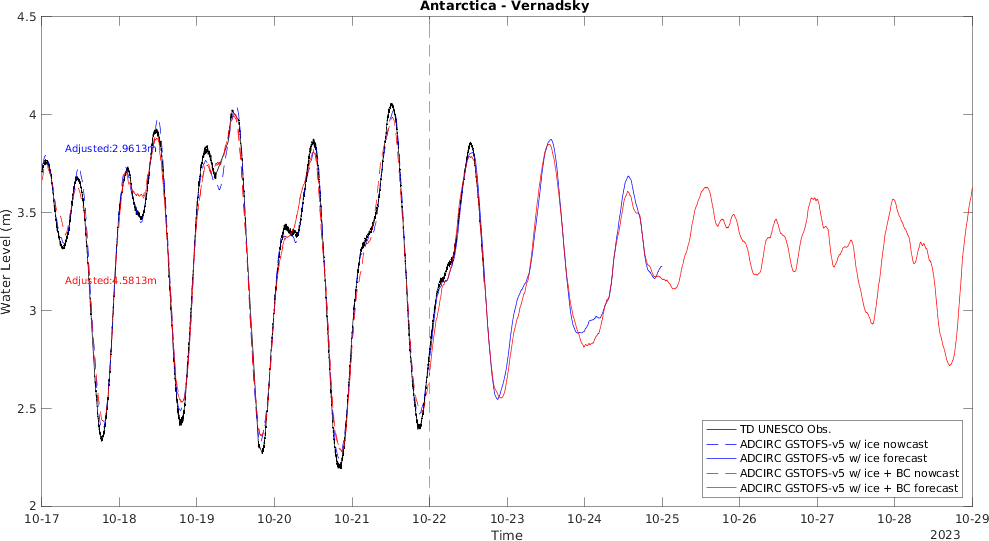 Antarctica - Vernadsky
4.5
4
3.5
3
2.5
2
Water Level (m)
Adjusted:2.9613m
Adjusted:4.5813m
TD UNESCO Obs.
ADCIRC GSTOFS-v5 w/ ice nowcast
ADCIRC GSTOFS-v5 w/ ice forecast
ADCIRC GSTOFS-v5 w/ ice + BC nowcast
ADCIRC GSTOFS-v5 w/ ice + BC forecast
10-17 10-18 10-19 10-20 10-21 10-22 10-23 10-24 10-25 10-26 10-27 10-28 10-29
Time
2023